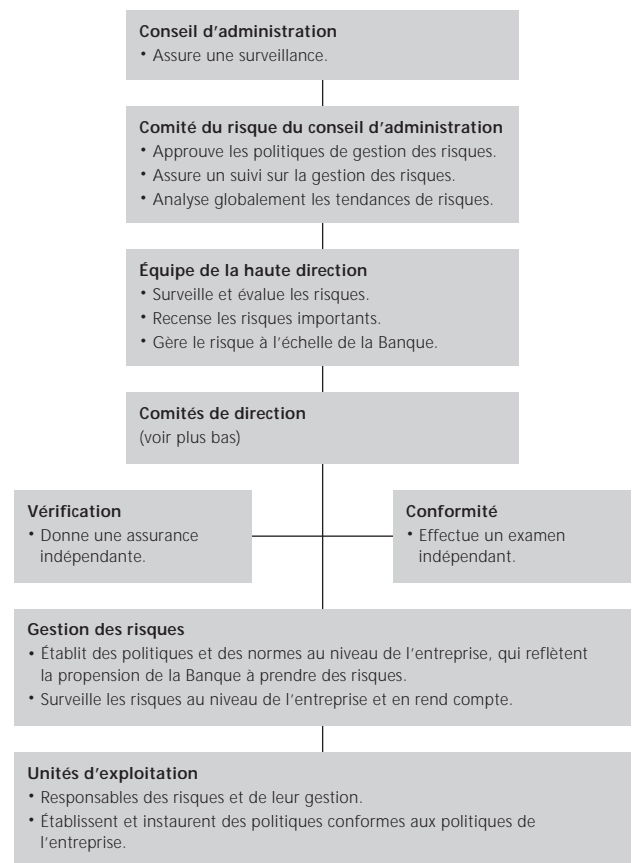 Conseil d'administration
• Assure une surveillance.
Comité du risque du conseil d'administration
• Approuve les politiques de gestion des risques.
• Assure un suivi sur la gestion des risques.
• Analyse globalement les tendances de risques.
Équipe de la haute direction
• Surveille et évalue les risques.
• Recense les risques importants.
• Gère le risque à l'échelle de la Banque.
Comités de direction
(voir plus bas)
Vérification
• Donne une assurance
indépendante.
Conformité
• Effectue un examen
indépendant.
Gestion des risques
• Établit des politiques et des normes au niveau de l'entreprise, qui reflètent
la propension de la Banque à prendre des risques.
• Surveille les risques au niveau de l'entreprise et en rend compte.
Unités d'exploitation
• Responsables des risques et de leur gestion.
• Établissent et instaurent des politiques conformes aux politiques de
l'entreprise.